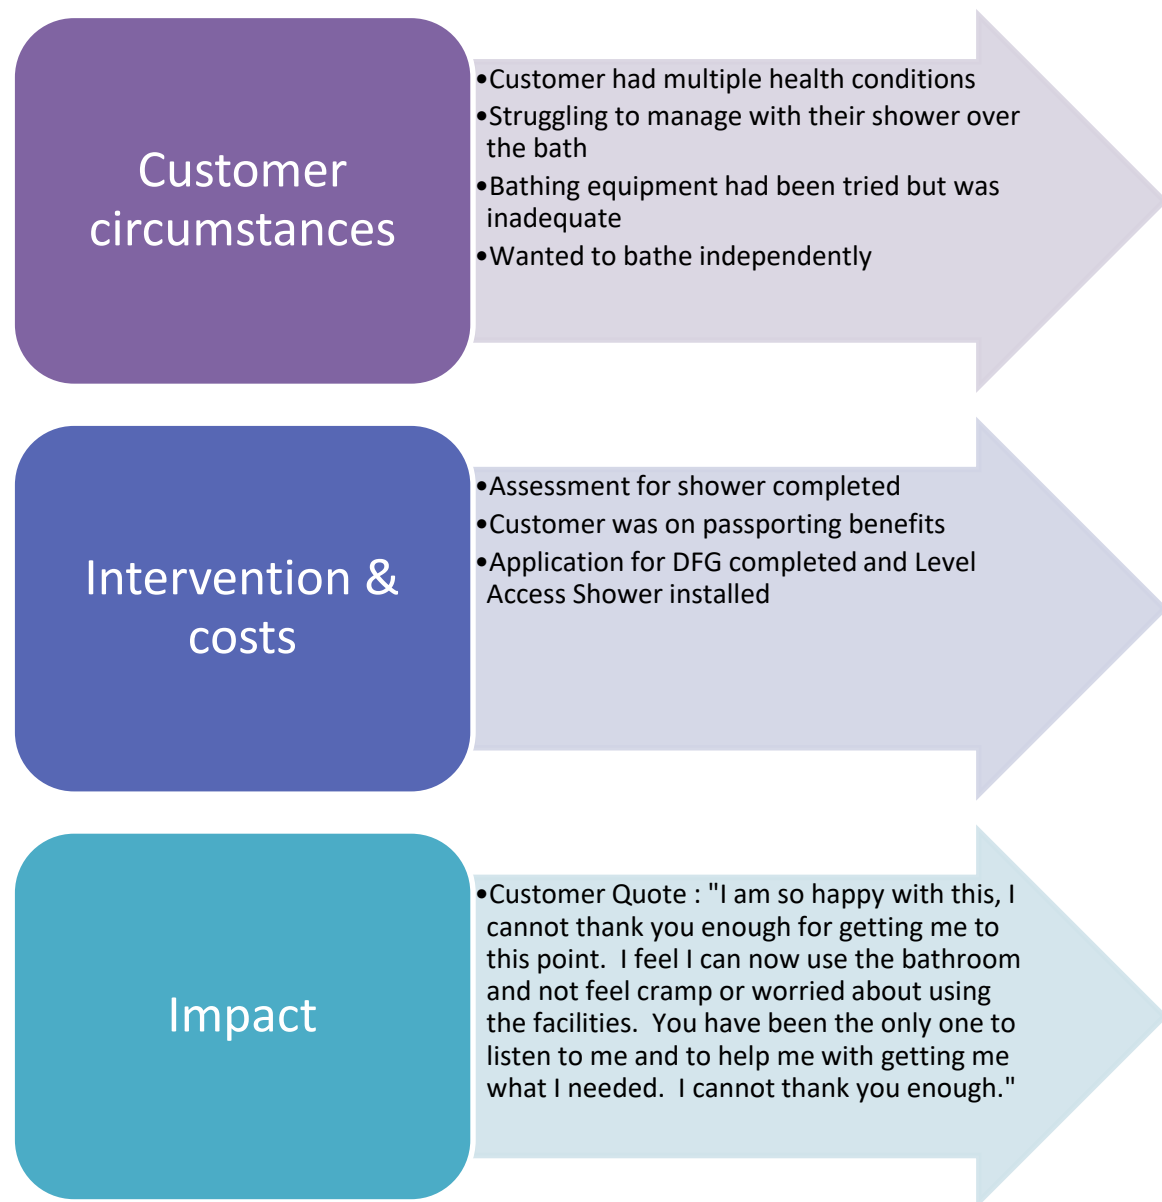 Customer
circumstances
•Customer had multiple health conditions
•Struggling to manage with their shower over
the bath
•Bathing equipment had been tried but was
inadequate
•Wanted to bathe independently
Intervention &
costs
•Assessment for shower completed
•Customer was on passporting benefits
•Application for DFG completed and Level
Access Shower installed
Impact
•Customer Quote : "I am so happy with this, I
cannot thank you enough for getting me to
this point.  I feel I can now use the bathroom
and not feel cramp or worried about using
the facilities.  You have been the only one to
listen to me and to help me with getting me
what I needed.  I cannot thank you enough."